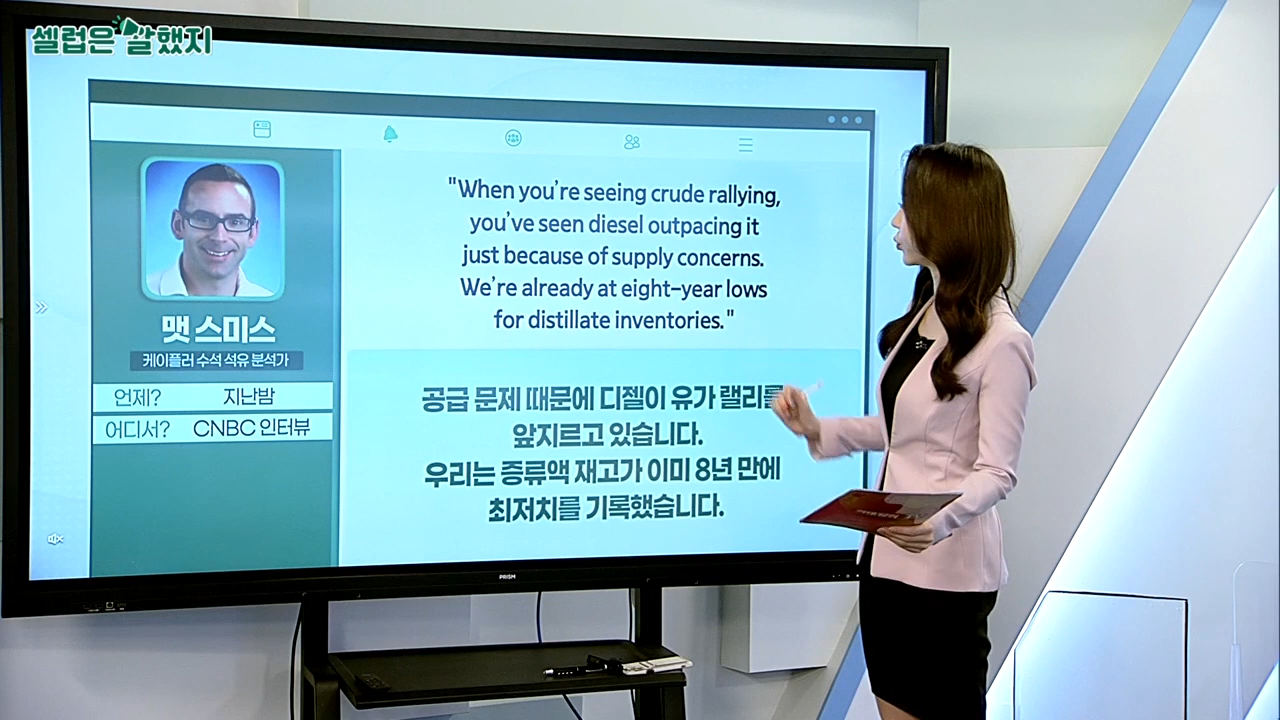 셀럽은 말했지
"When you're seeing crude rallying,
you've seen diesel outpacing it
just because of supply concerns.
We're already at eight-year lows
for distillate inventories."
맷 스미스
케이플러 수석 석유 분석가
언제? 지난밤
어디서? CNBC 인터뷰
공급 문제 때문에 디젤이 유가 랠리를
앞지르고 있습니다.
우리는 증류액 재고가 이미 8년 만에
최저치를 기록했습니다.
PRISM